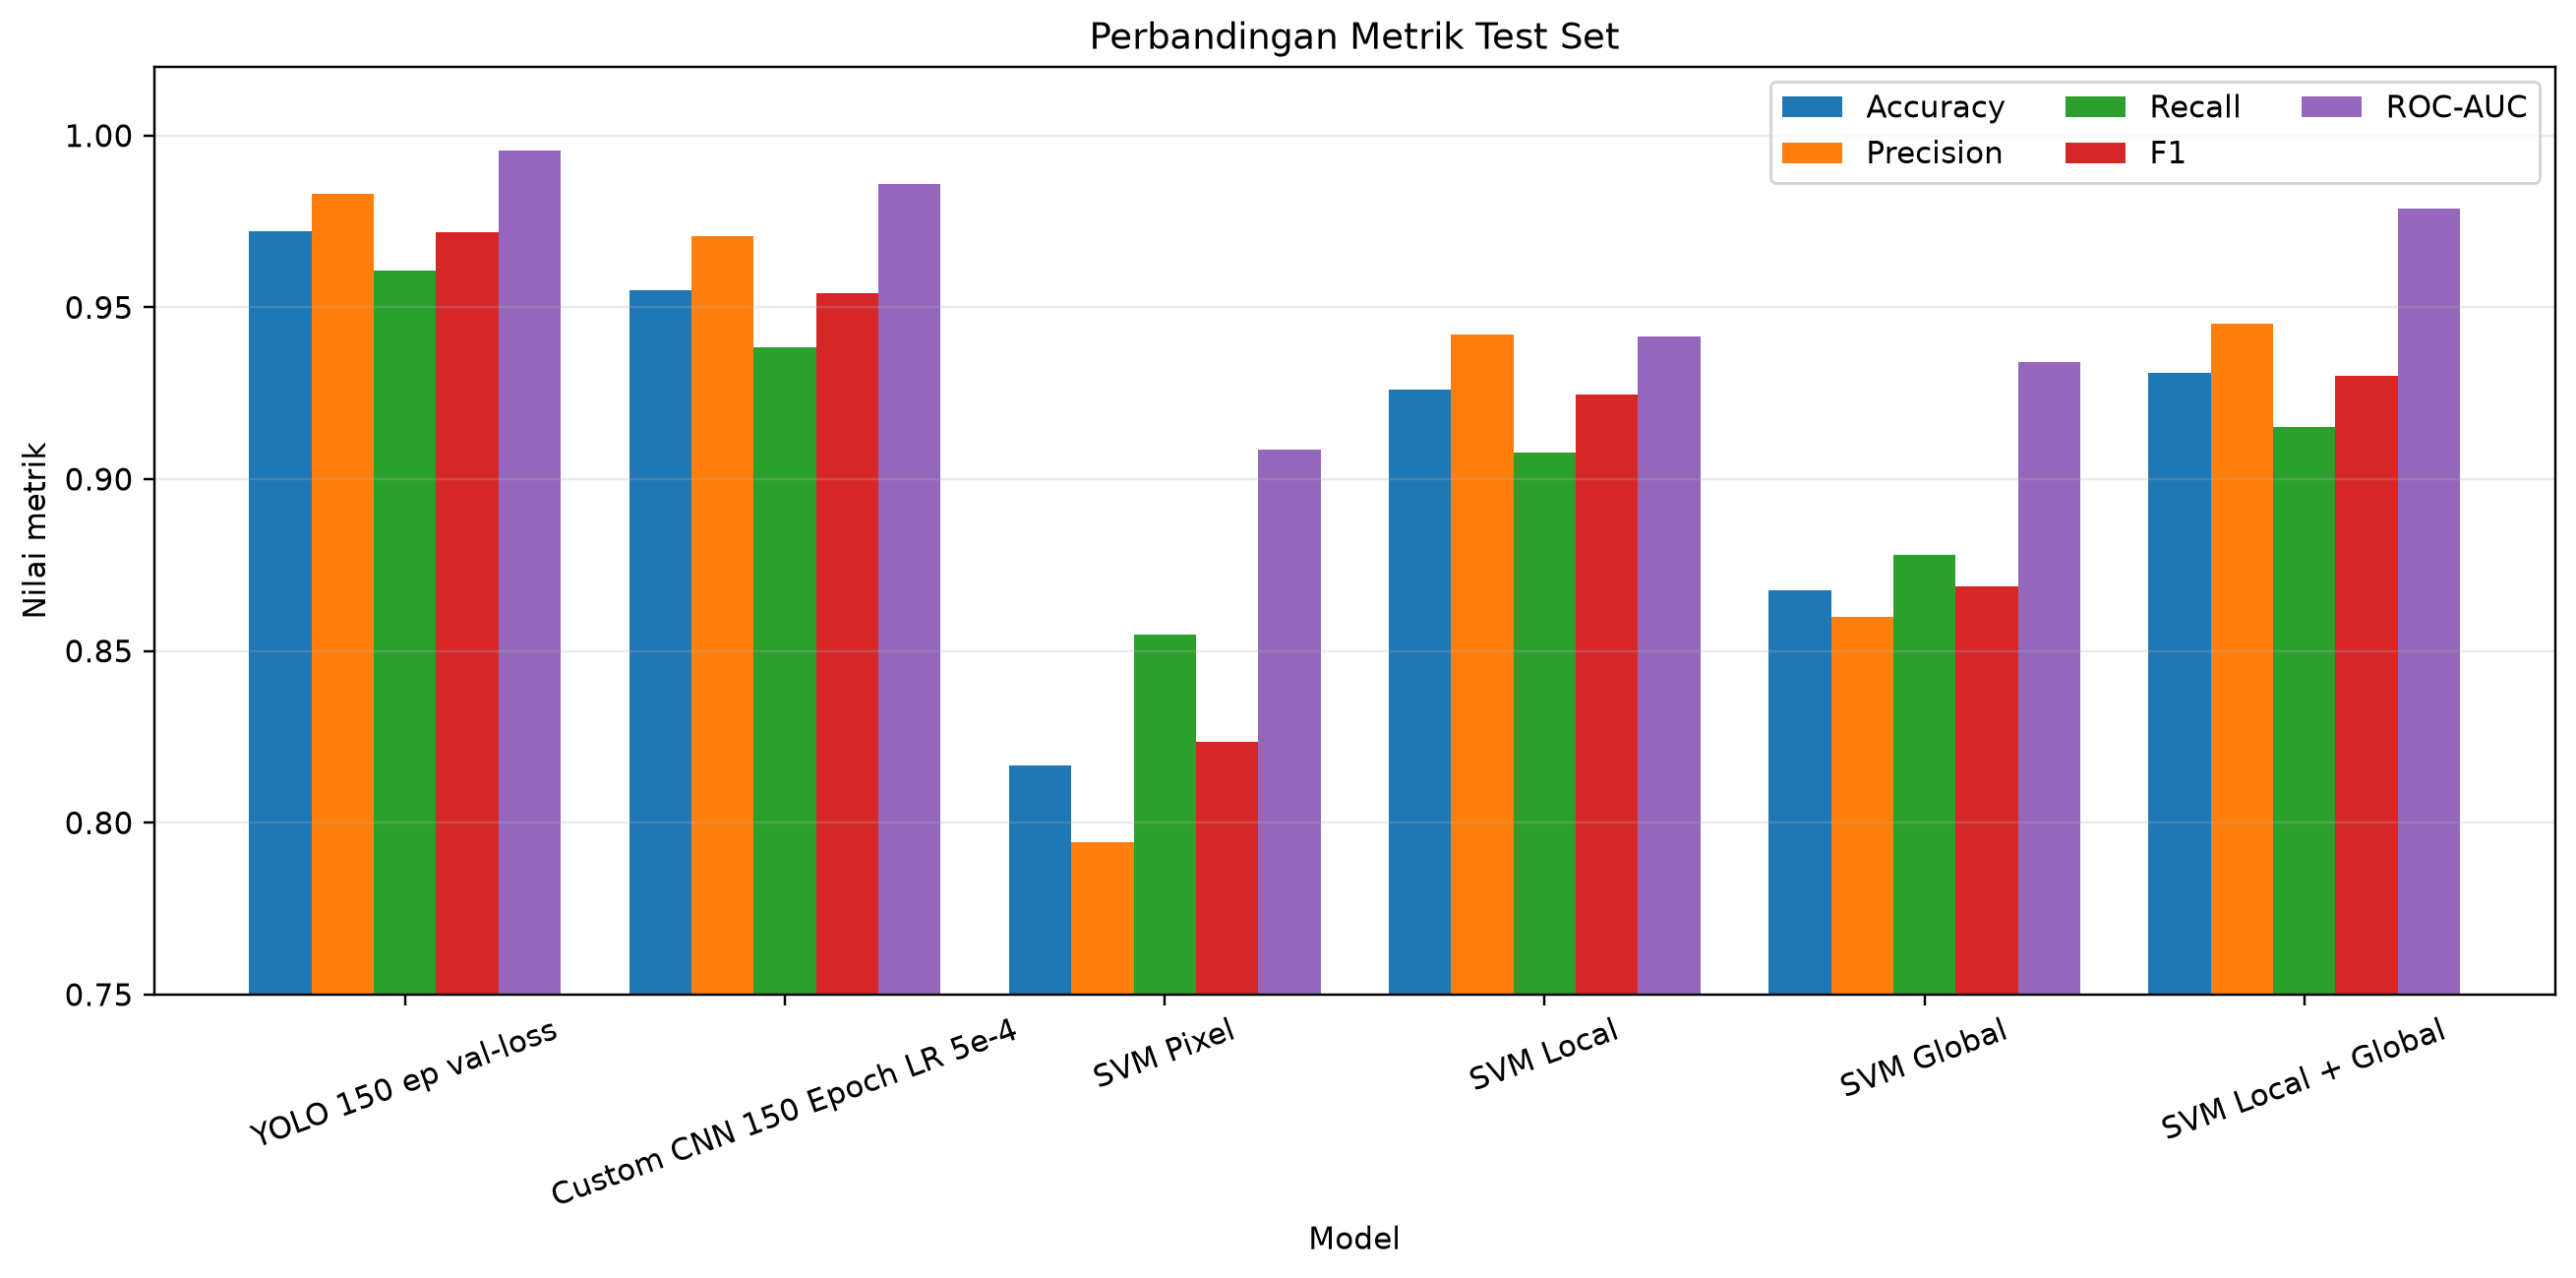 Perbandingan Metrik Test Set
Accuracy
Precision
Recall
F1
ROC-AUC
Nilai metrik
1.00
0.95
0.90
0.85
0.80
0.75
YOLO 150 ep val-loss
Custom CNN 150 Epoch LR 5e-4
SVM Pixel
SVM Local
SVM Global
SVM Local + Global
Model